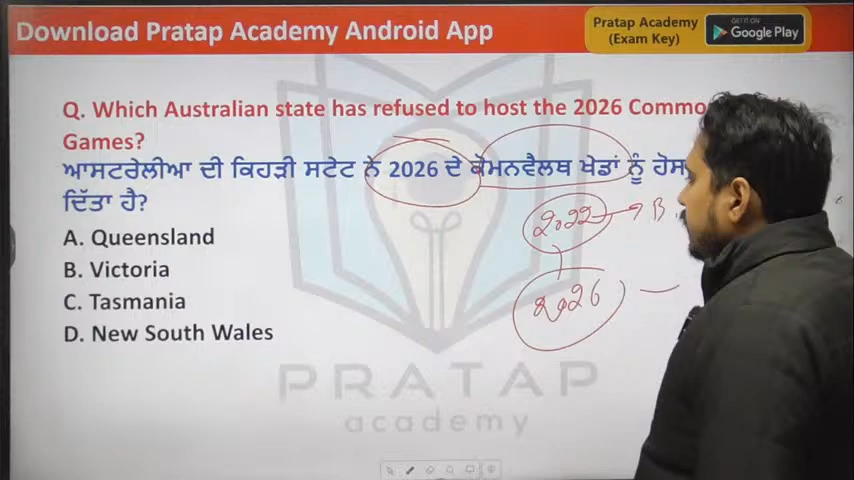 Download Pratap Academy Android App
Pratap Academy
(Exam Key)
GET IT ON
Google Play
Q. Which Australian state has refused to host the 2026
Games?
ਆਸਟਰੇਲੀਆ ਦੀ ਕਿਹੜੀ ਸਟੇਟ ਨੇ 2026 ਦੇ ਕੋਮਨਵੈਲਥ ਖੇਡਾਂ ਨੂੰ
ਦਿੱਤਾ ਹੈ?
2022 → B
A. Queensland
B. Victoria
2026 —
C. Tasmania
D. New South Wales
PRATAP
academy